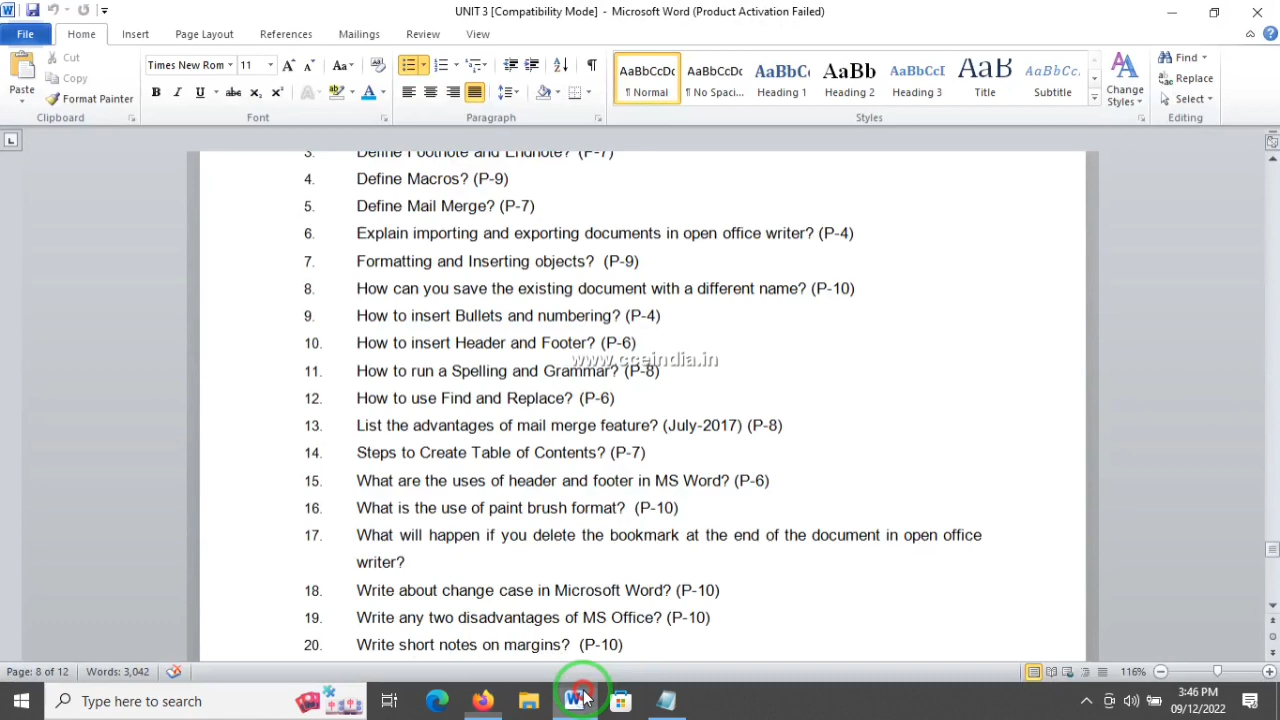 UNIT 3 [Compatibility Mode] - Microsoft Word (Product Activation Failed)
File Home Insert Page Layout References Mailings Review View
Paste
Cut
Copy
Format Painter
Clipboard
Times New Rom 11
Font
Paragraph
AaBbCcDc AaBbCcDc AaBbC AaBb AaBbCcI AaB AaBbCcL
¶ Normal ¶ No Spaci... Heading 1 Heading 2 Heading 3 Title Subtitle
Change Styles
Styles
Find
Replace
Select
Editing
3. Define Footnote and Endnote? (P-7)
4. Define Macros? (P-9)
5. Define Mail Merge? (P-7)
6. Explain importing and exporting documents in open office writer? (P-4)
7. Formatting and Inserting objects? (P-9)
8. How can you save the existing document with a different name? (P-10)
9. How to insert Bullets and numbering? (P-4)
10. How to insert Header and Footer? (P-6)
www.cceindia.in
11. How to run a Spelling and Grammar? (P-8)
12. How to use Find and Replace? (P-6)
13. List the advantages of mail merge feature? (July-2017) (P-8)
14. Steps to Create Table of Contents? (P-7)
15. What are the uses of header and footer in MS Word? (P-6)
16. What is the use of paint brush format? (P-10)
17. What will happen if you delete the bookmark at the end of the document in open office
writer?
18. Write about change case in Microsoft Word? (P-10)
19. Write any two disadvantages of MS Office? (P-10)
20. Write short notes on margins? (P-10)
Page: 8 of 12 Words: 3,042 116%
Type here to search
3:46 PM
09/12/2022